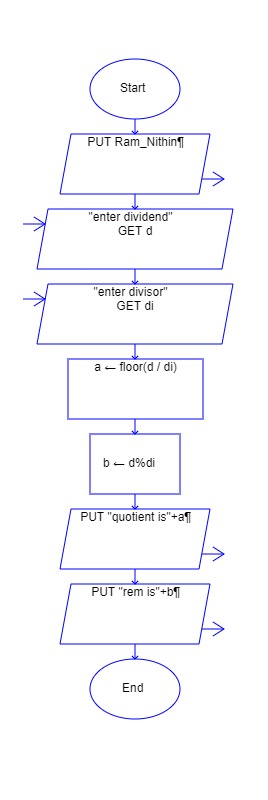 Start
PUT Ram_Nithin¶
"enter dividend"
GET d
"enter divisor"
GET di
a ← floor(d / di)
b ← d%di
PUT "quotient is"+a¶
PUT "rem is"+b¶
End